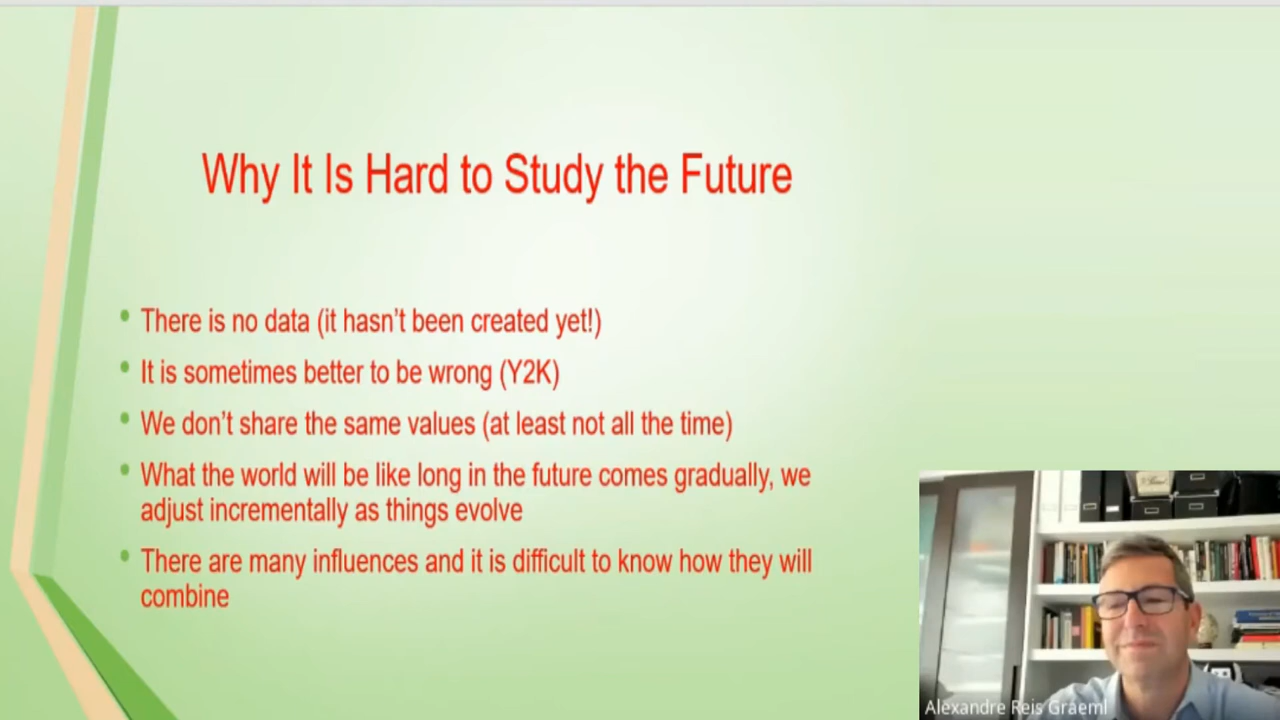 Why It Is Hard to Study the Future
• There is no data (it hasn't been created yet!)
• It is sometimes better to be wrong (Y2K)
• We don't share the same values (at least not all the time)
• What the world will be like long in the future comes gradually, we
adjust incrementally as things evolve
• There are many influences and it is difficult to know how they will
combine
Alexandre Reis Graeml